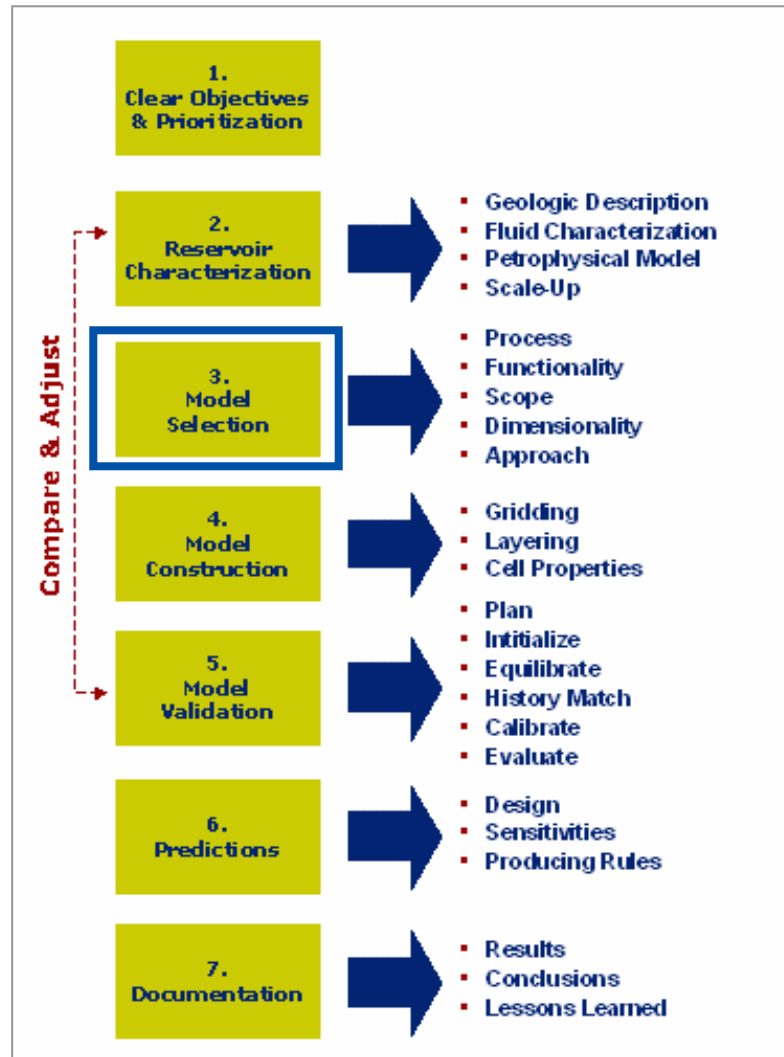 1.
Clear Objectives
& Prioritization
2.
Reservoir
Characterization
▪ Geologic Description
▪ Fluid Characterization
▪ Petrophysical Model
▪ Scale-Up
Compare & Adjust
3.
Model
Selection
▪ Process
▪ Functionality
▪ Scope
▪ Dimensionality
▪ Approach
4.
Model
Construction
▪ Gridding
▪ Layering
▪ Cell Properties
5.
Model
Validation
▪ Plan
▪ Intitialize
▪ Equilibrate
▪ History Match
▪ Calibrate
▪ Evaluate
6.
Predictions
▪ Design
▪ Sensitivities
▪ Producing Rules
7.
Documentation
▪ Results
▪ Conclusions
▪ Lessons Learned